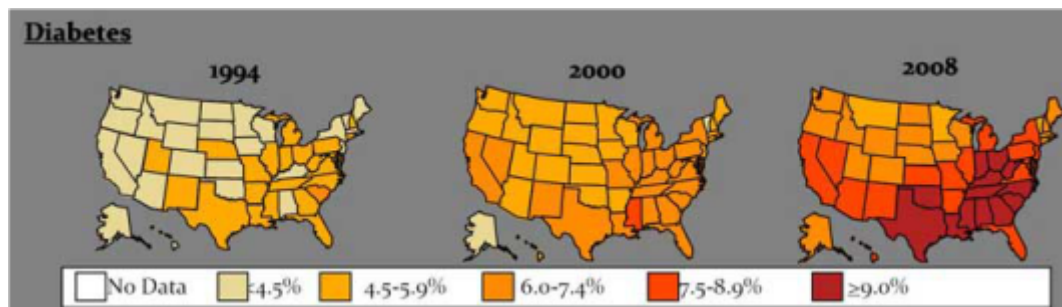 Diabetes
1994 2000 2008
No Data <4.5% 4.5-5.9% 6.0-7.4% 7.5-8.9% ≥9.0%